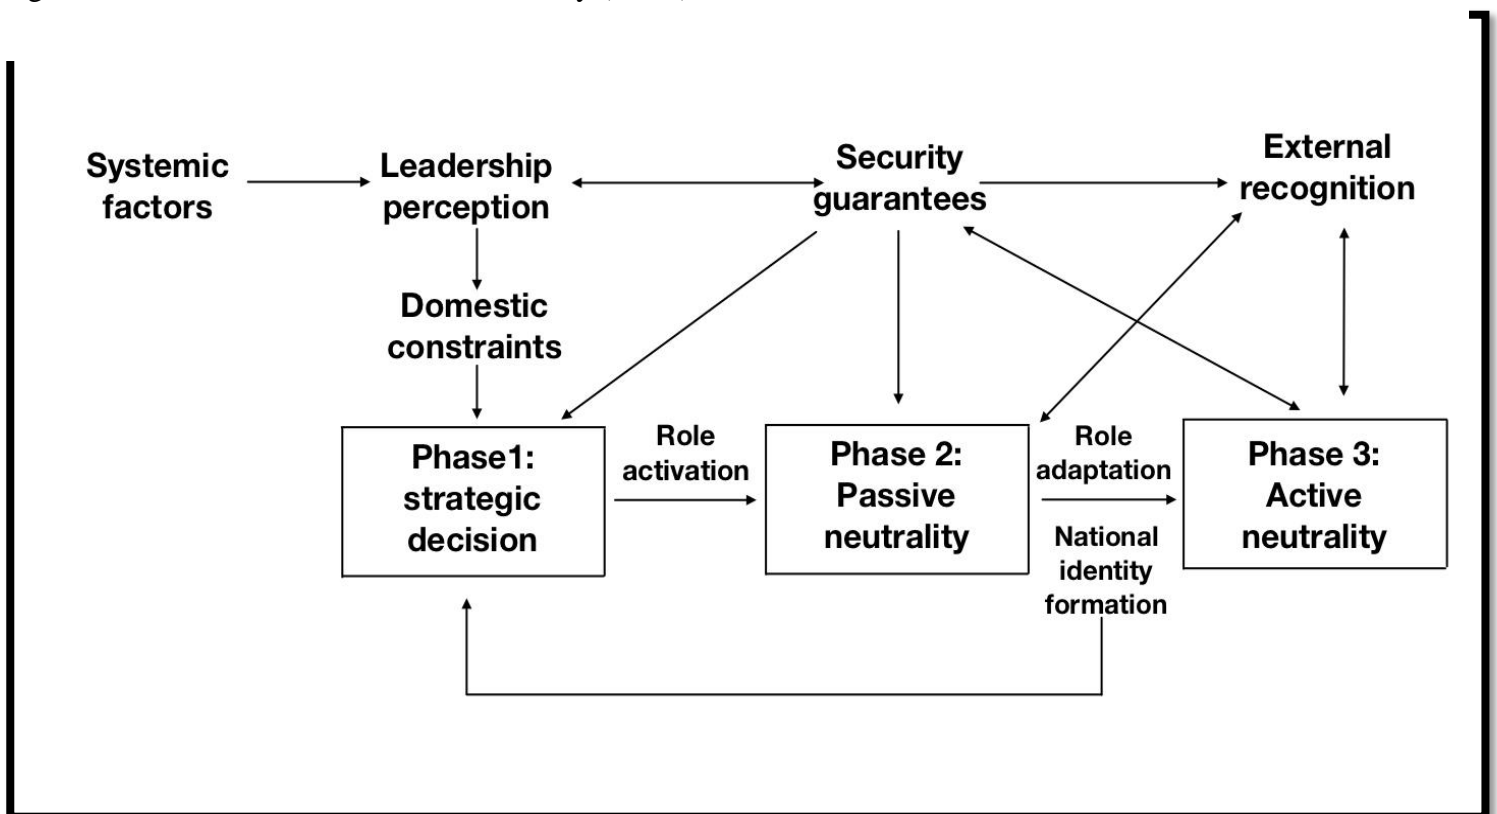 Systemic
factors
Leadership
perception
Security
guarantees
External
recognition
Domestic
constraints
Phase1:
strategic
decision
Role
activation
Phase 2:
Passive
neutrality
Role
adaptation
National
identity
formation
Phase 3:
Active
neutrality